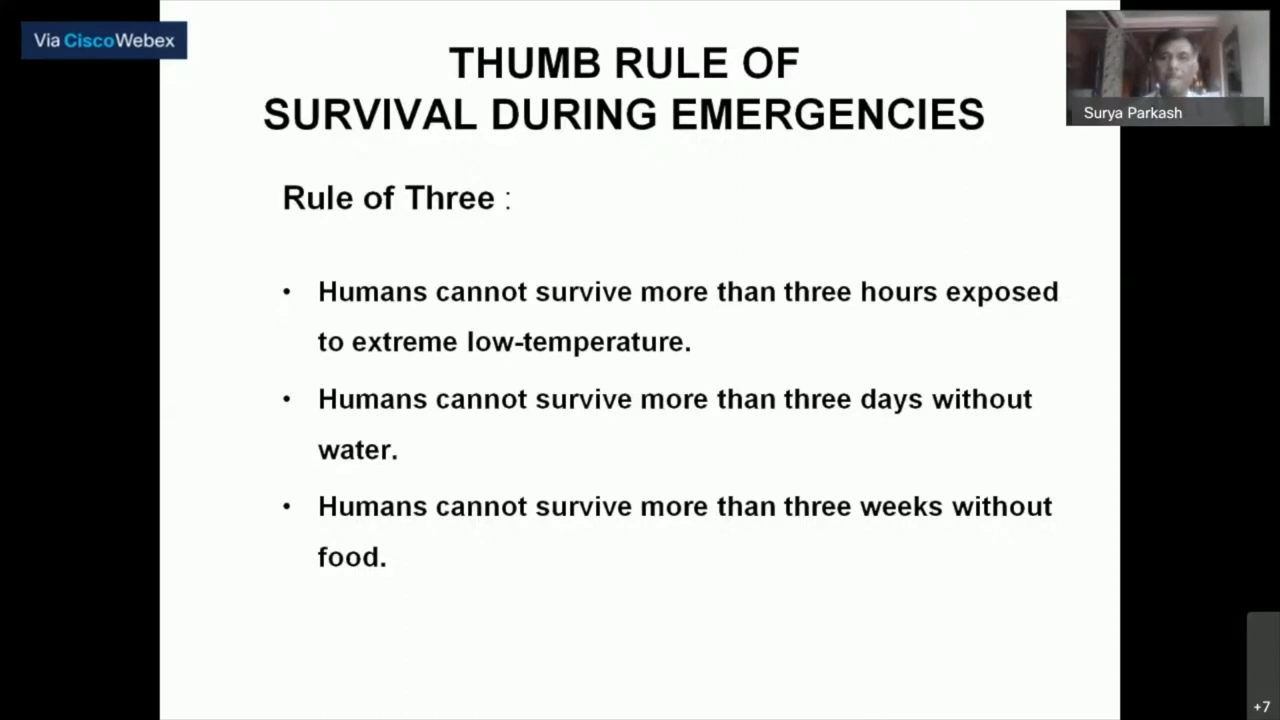 Via CiscoWebex
THUMB RULE OF
SURVIVAL DURING EMERGENCIES
Surya Parkash
Rule of Three :
• Humans cannot survive more than three hours exposed
to extreme low-temperature.
• Humans cannot survive more than three days without
water.
• Humans cannot survive more than three weeks without
food.
+7